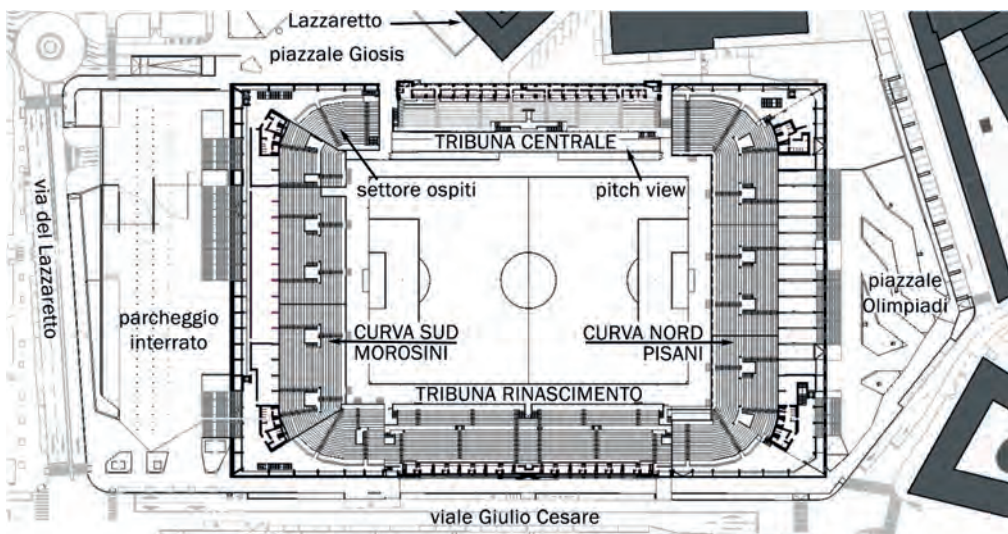 Lazzaretto
piazzale Giosis
TRIBUNA CENTRALE
settore ospiti
pitch view
via del Lazzaretto
parcheggio
interrato
CURVA SUD
MOROSINI
CURVA NORD
PISANI
piazzale
Olimpiadi
TRIBUNA RINASCIMENTO
viale Giulio Cesare